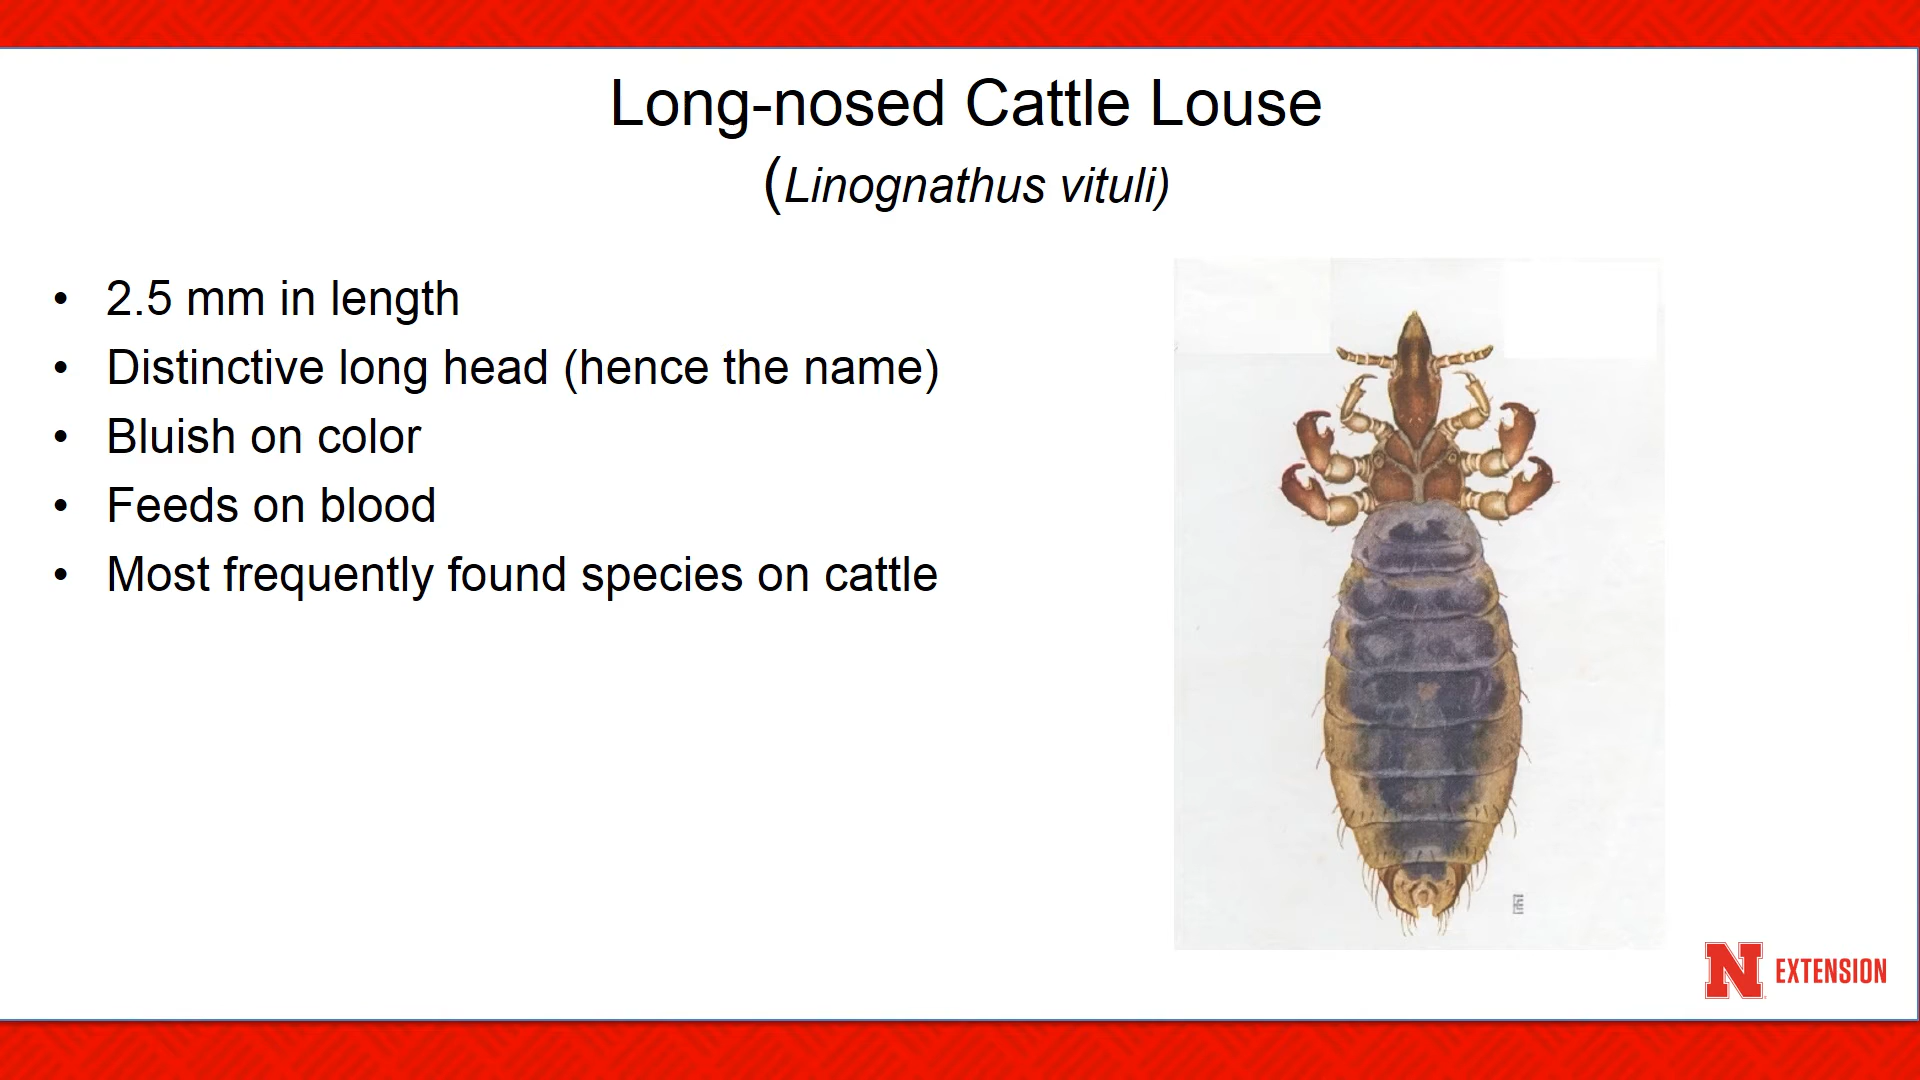 Long-nosed Cattle Louse
(Linognathus vituli)
• 2.5 mm in length
• Distinctive long head (hence the name)
• Bluish on color
• Feeds on blood
• Most frequently found species on cattle
N EXTENSION